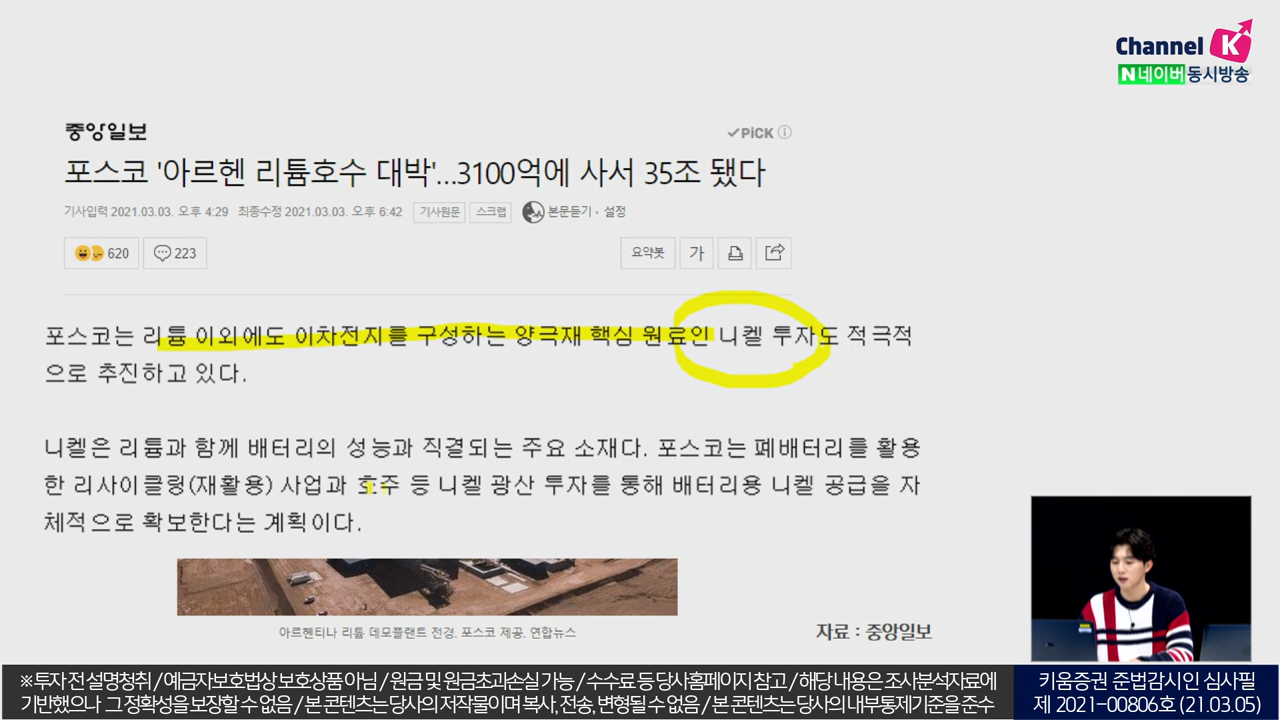 Channel K
N 네이버 동시방송
중앙일보
✓PiCK ⓘ
포스코 '아르헨 리튬호수 대박'...3100억에 사서 35조 됐다
기사입력 2021.03.03. 오후 4:29 최종수정 2021.03.03. 오후 6:42 기사원문 스크랩 본문듣기 · 설정
620 223 요약봇 가
포스코는 리튬 이외에도 이차전지를 구성하는 양극재 핵심 원료인 니켈 투자도 적극적
으로 추진하고 있다.
니켈은 리튬과 함께 배터리의 성능과 직결되는 주요 소재다. 포스코는 폐배터리를 활용
한 리사이클링(재활용) 사업과 호주 등 니켈 광산 투자를 통해 배터리용 니켈 공급을 자
체적으로 확보한다는 계획이다.
아르헨티나 리튬 데모플랜트 전경. 포스코 제공. 연합뉴스
자료 : 중앙일보
※ 투자 전 설명청취 / 예금자보호법상 보호상품 아님 / 원금 및 원금초과손실 가능 / 수수료 등 당사홈페이지 참고 / 해당 내용은 조사분석자료에
기반했으나 그 정확성을 보장할 수 없음 / 본 콘텐츠는 당사의 저작물이며 복사, 전송, 변형될 수 없음 / 본 콘텐츠는 당사의 내부통제기준을 준수
키움증권 준법감시인 심사필
제 2021-00806호 (21.03.05)